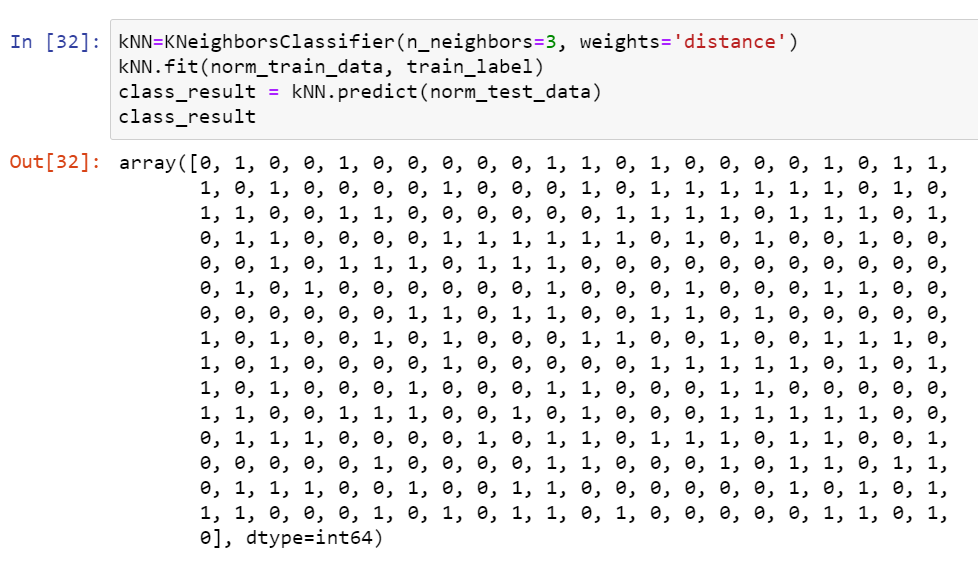 In [32]: kNN=KNeighborsClassifier(n_neighbors=3, weights='distance')
kNN.fit(norm_train_data, train_label)
class_result = kNN.predict(norm_test_data)
class_result
Out[32]: array([0, 1, 0, 0, 1, 0, 0, 0, 0, 0, 1, 1, 0, 1, 0, 0, 0, 0, 1, 0, 1, 1,
1, 0, 1, 0, 0, 0, 0, 1, 0, 0, 0, 1, 0, 1, 1, 1, 1, 1, 1, 0, 1, 0,
1, 1, 0, 0, 1, 1, 0, 0, 0, 0, 0, 0, 1, 1, 1, 1, 0, 1, 1, 1, 0, 1,
0, 1, 1, 0, 0, 0, 0, 1, 1, 1, 1, 1, 1, 0, 1, 0, 1, 0, 0, 1, 0, 0,
0, 0, 1, 0, 1, 1, 1, 0, 1, 1, 1, 0, 0, 0, 0, 0, 0, 0, 0, 0, 0, 0,
0, 1, 0, 1, 0, 0, 0, 0, 0, 0, 1, 0, 0, 0, 1, 0, 0, 0, 1, 1, 0, 0,
0, 0, 0, 0, 0, 0, 1, 1, 0, 1, 1, 0, 0, 1, 1, 0, 1, 0, 0, 0, 0, 0,
1, 0, 1, 0, 0, 1, 0, 1, 0, 0, 0, 1, 1, 0, 0, 1, 0, 0, 1, 1, 1, 0,
1, 0, 1, 0, 0, 0, 0, 1, 0, 0, 0, 0, 0, 1, 1, 1, 1, 1, 0, 1, 0, 1,
1, 0, 1, 0, 0, 0, 1, 0, 0, 0, 1, 1, 0, 0, 0, 1, 1, 0, 0, 0, 0, 0,
1, 1, 0, 0, 1, 1, 1, 0, 0, 1, 0, 1, 0, 0, 0, 1, 1, 1, 1, 1, 0, 0,
0, 1, 1, 1, 0, 0, 0, 0, 1, 0, 1, 1, 0, 1, 1, 1, 0, 1, 1, 0, 0, 1,
0, 0, 0, 0, 0, 1, 0, 0, 0, 0, 1, 1, 0, 0, 0, 1, 0, 1, 1, 0, 1, 1,
0, 1, 1, 1, 0, 0, 1, 0, 0, 1, 1, 0, 0, 0, 0, 0, 0, 1, 0, 1, 0, 1,
1, 1, 0, 0, 0, 1, 0, 1, 0, 1, 1, 0, 1, 0, 0, 0, 0, 0, 1, 1, 0, 1,
0], dtype=int64)